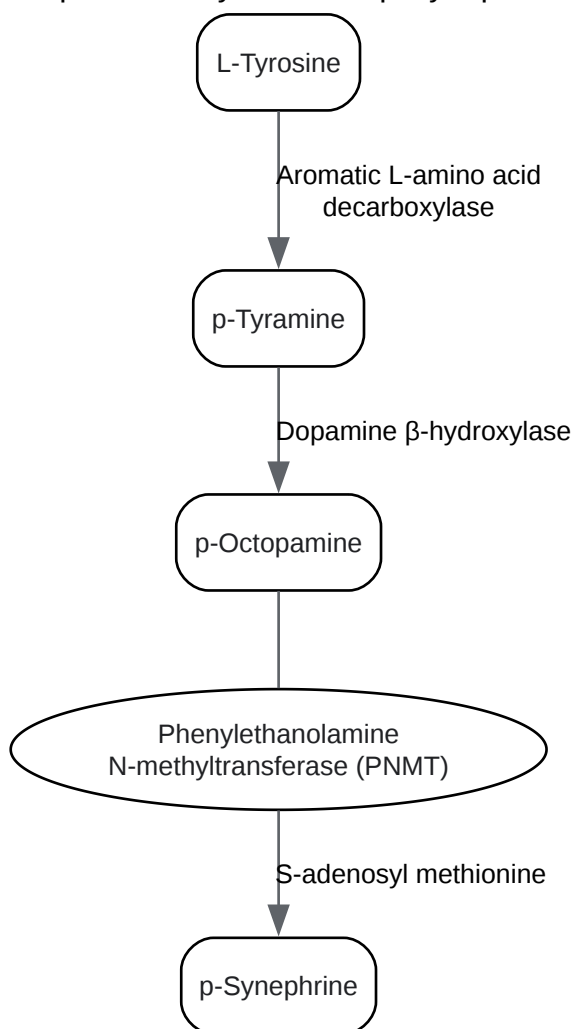 L-Tyrosine
Aromatic L-amino acid
decarboxylase
p-Tyramine
Dopamine β-hydroxylase
p-Octopamine
Phenylethanolamine
N-methyltransferase (PNMT)
S-adenosyl methionine
p-Synephrine